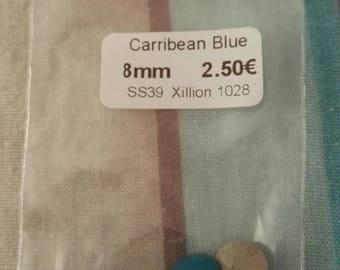 Carribean Blue
8mm 2.50€
SS39 Xillion 1028